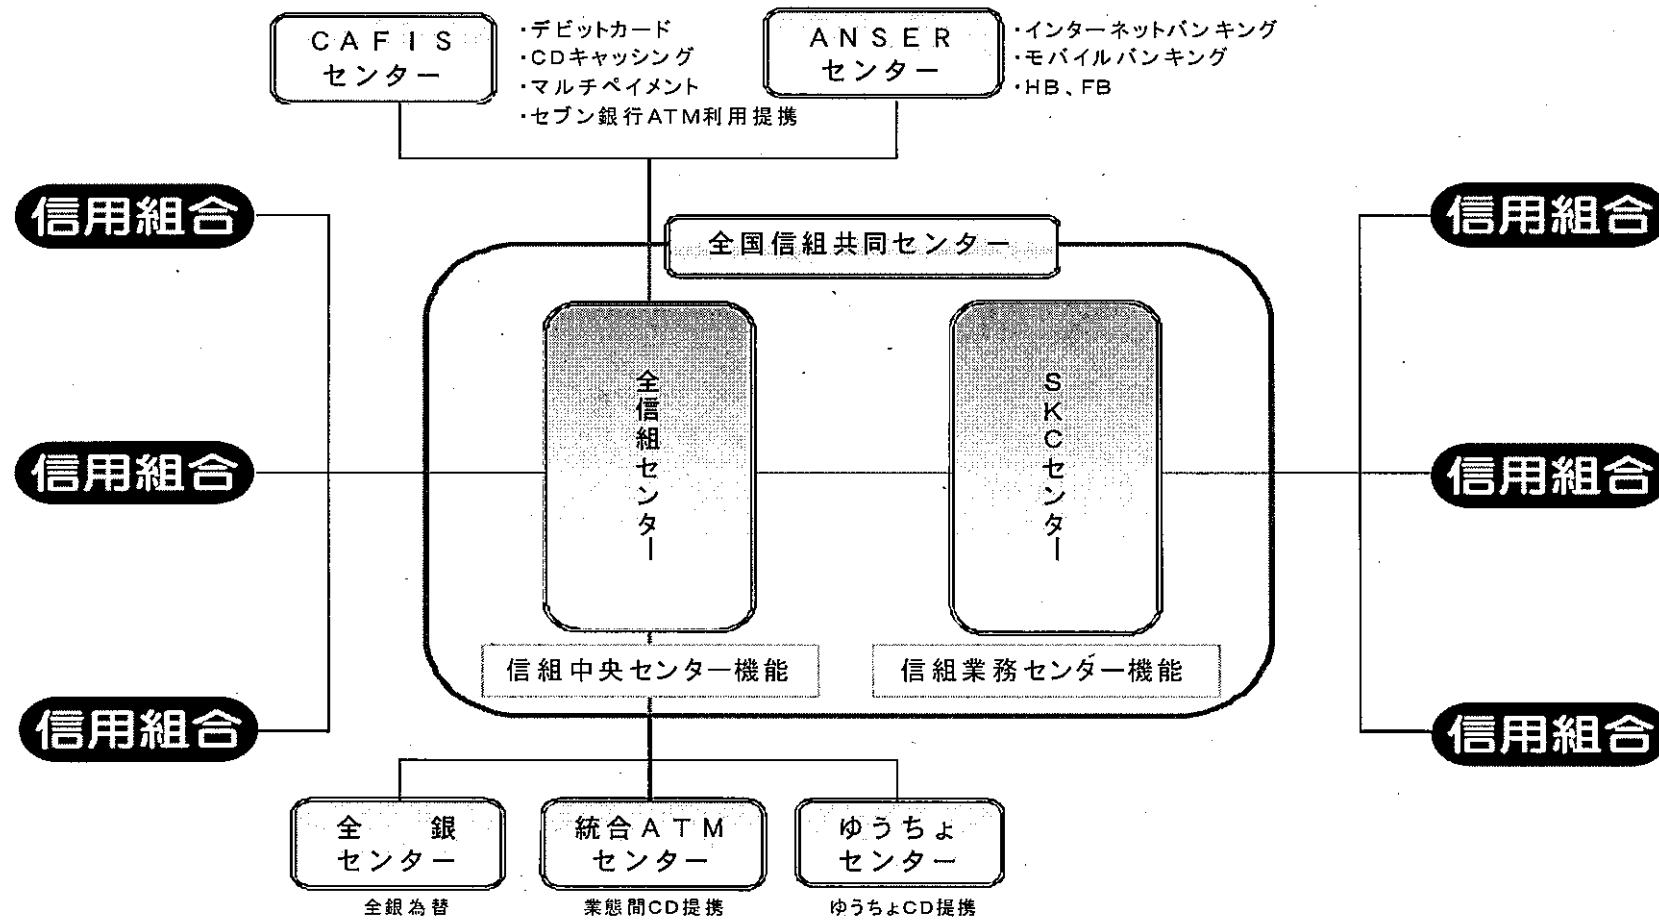 CAFIS
センター
・デビットカード
・CDキャッシング
・マルチペイメント
・セブン銀行ATM利用提携
ANSER
センター
・インターネットバンキング
・モバイルバンキング
・HB、FB
信用組合
信用組合
全国信組共同センター
全信組センター
SKCセンター
信用組合
信用組合
信組中央センター機能
信組業務センター機能
信用組合
信用組合
全銀
センター
全銀為替
統合ATM
センター
業態間CD提携
ゆうちょ
センター
ゆうちょCD提携